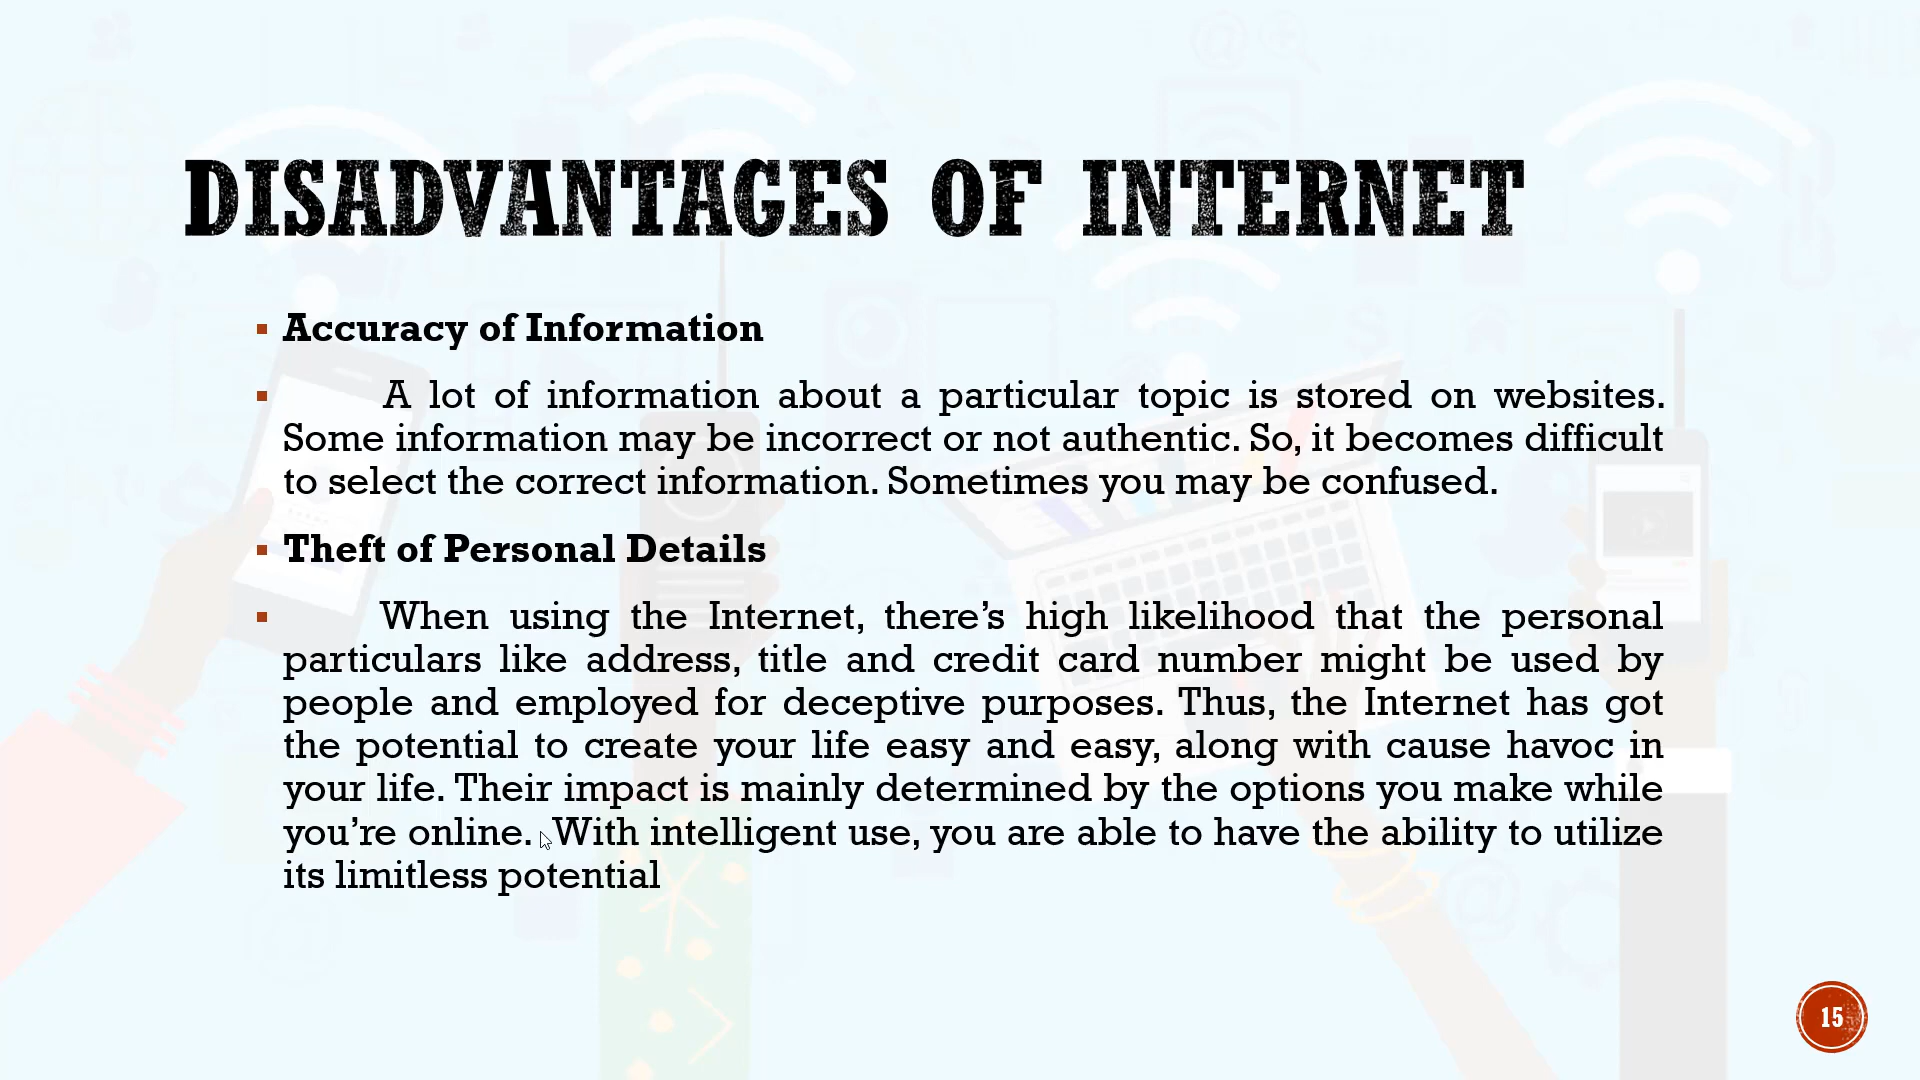 DISADVANTAGES OF INTERNET
Accuracy of Information
A lot of information about a particular topic is stored on websites.
Some information may be incorrect or not authentic. So, it becomes difficult
to select the correct information. Sometimes you may be confused.
Theft of Personal Details
When using the Internet, there’s high likelihood that the personal
particulars like address, title and credit card number might be used by
people and employed for deceptive purposes. Thus, the Internet has got
the potential to create your life easy and easy, along with cause havoc in
your life. Their impact is mainly determined by the options you make while
you’re online. With intelligent use, you are able to have the ability to utilize
its limitless potential
15